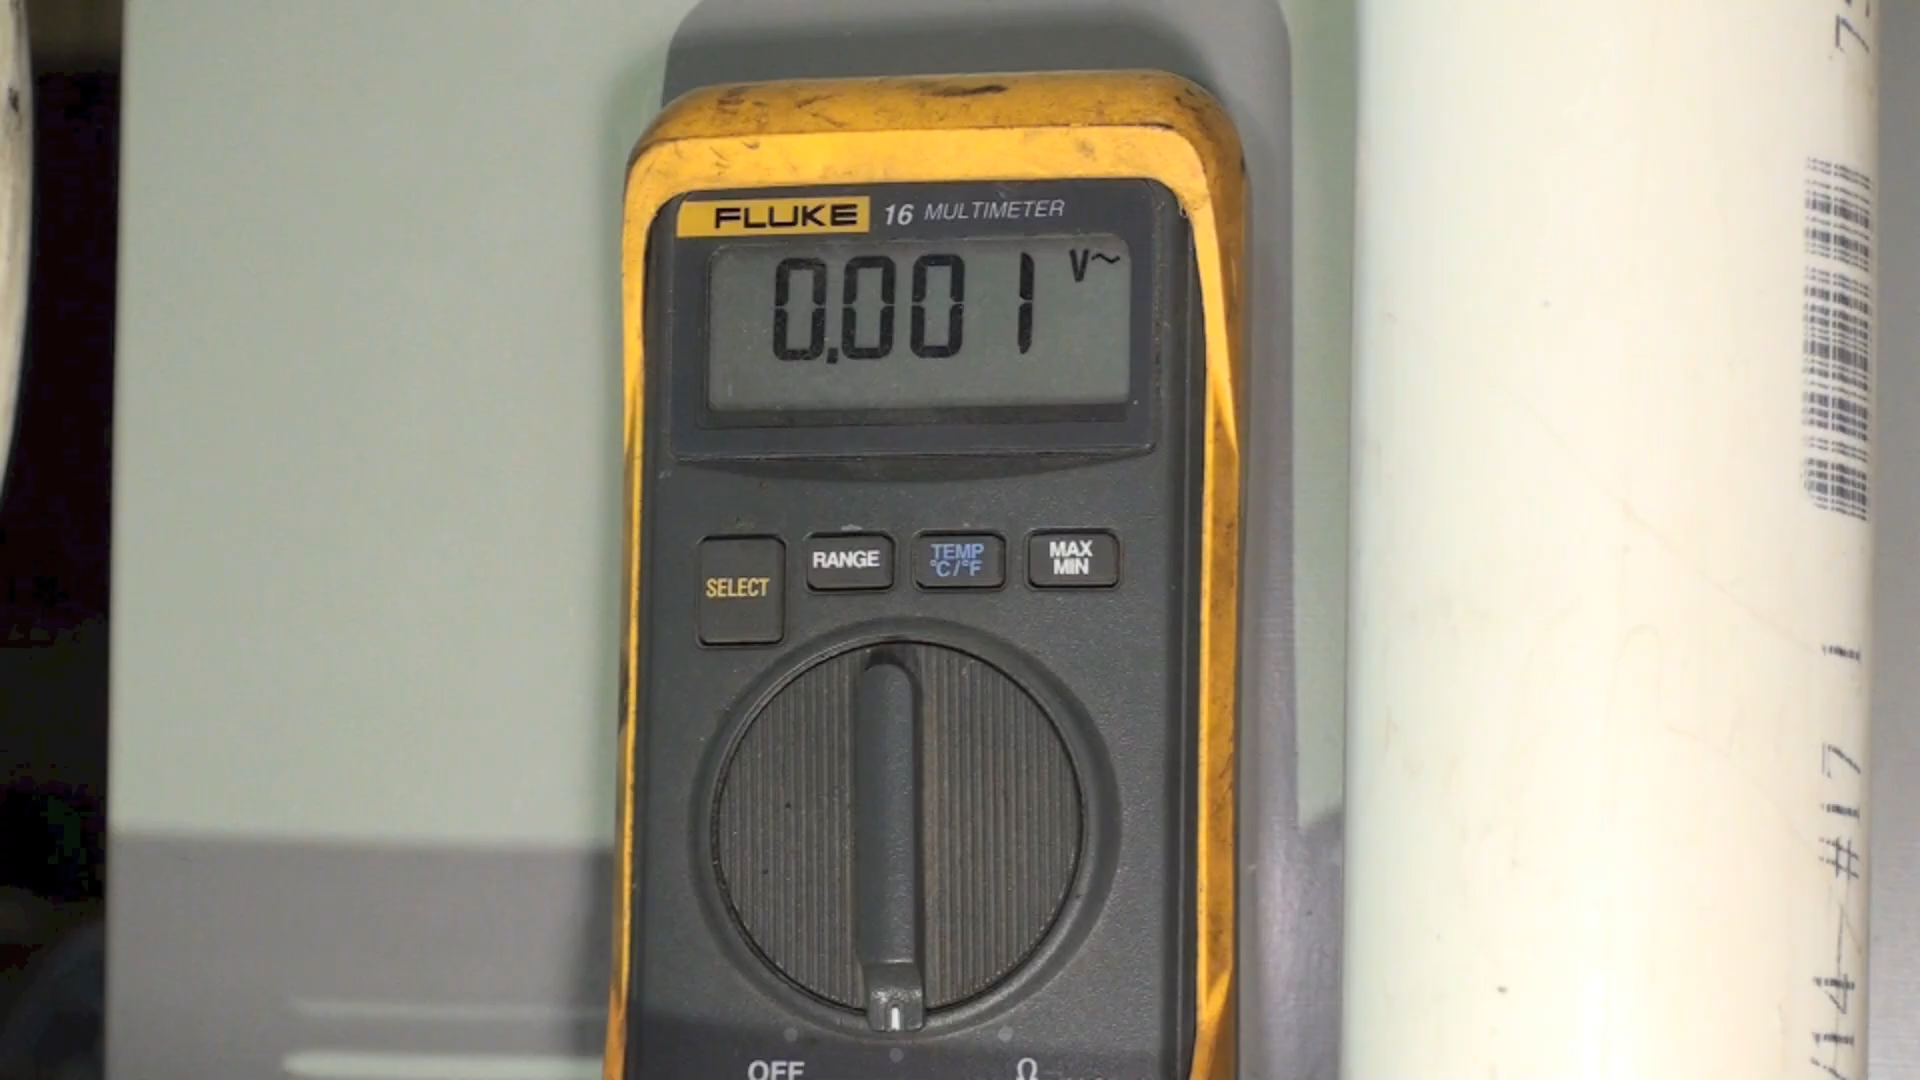 FLUKE 16 MULTIMETER
0.001 V~
SELECT
RANGE
TEMP
°C/°F
MAX
MIN
OFF
Ω